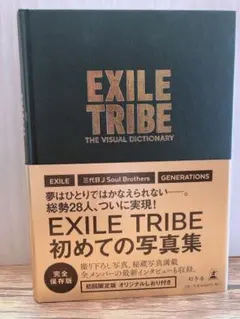 EXILE
TRIBE
THE VISUAL DICTIONARY
EXILE
三代目 J Soul Brothers
GENERATIONS
夢はひとりではかなえられない——。
総勢28人、ついに実現！
EXILE TRIBE
初めての写真集
完全
保存版
撮り下ろし写真、秘蔵写真満載
全メンバーの最新インタビューも収録。
初回限定版 オリジナルしおり付き
幻冬舎